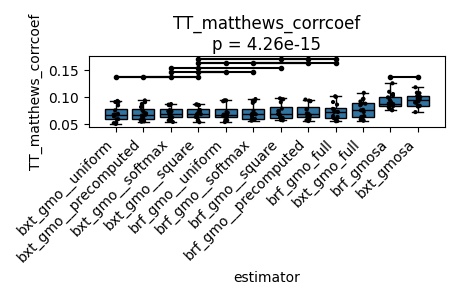 TT_matthews_corrcoef
p = 4.26e-15
TT_matthews_corrcoef
0.15
0.10
0.05
bxt_gmo__uniform
bxt_gmo__precomputed
bxt_gmo__softmax
bxt_gmo__square
brf_gmo__uniform
brf_gmo__softmax
brf_gmo__square
brf_gmo__precomputed
brf_gmo_full
bxt_gmo_full
brf_gmosa
bxt_gmosa
estimator